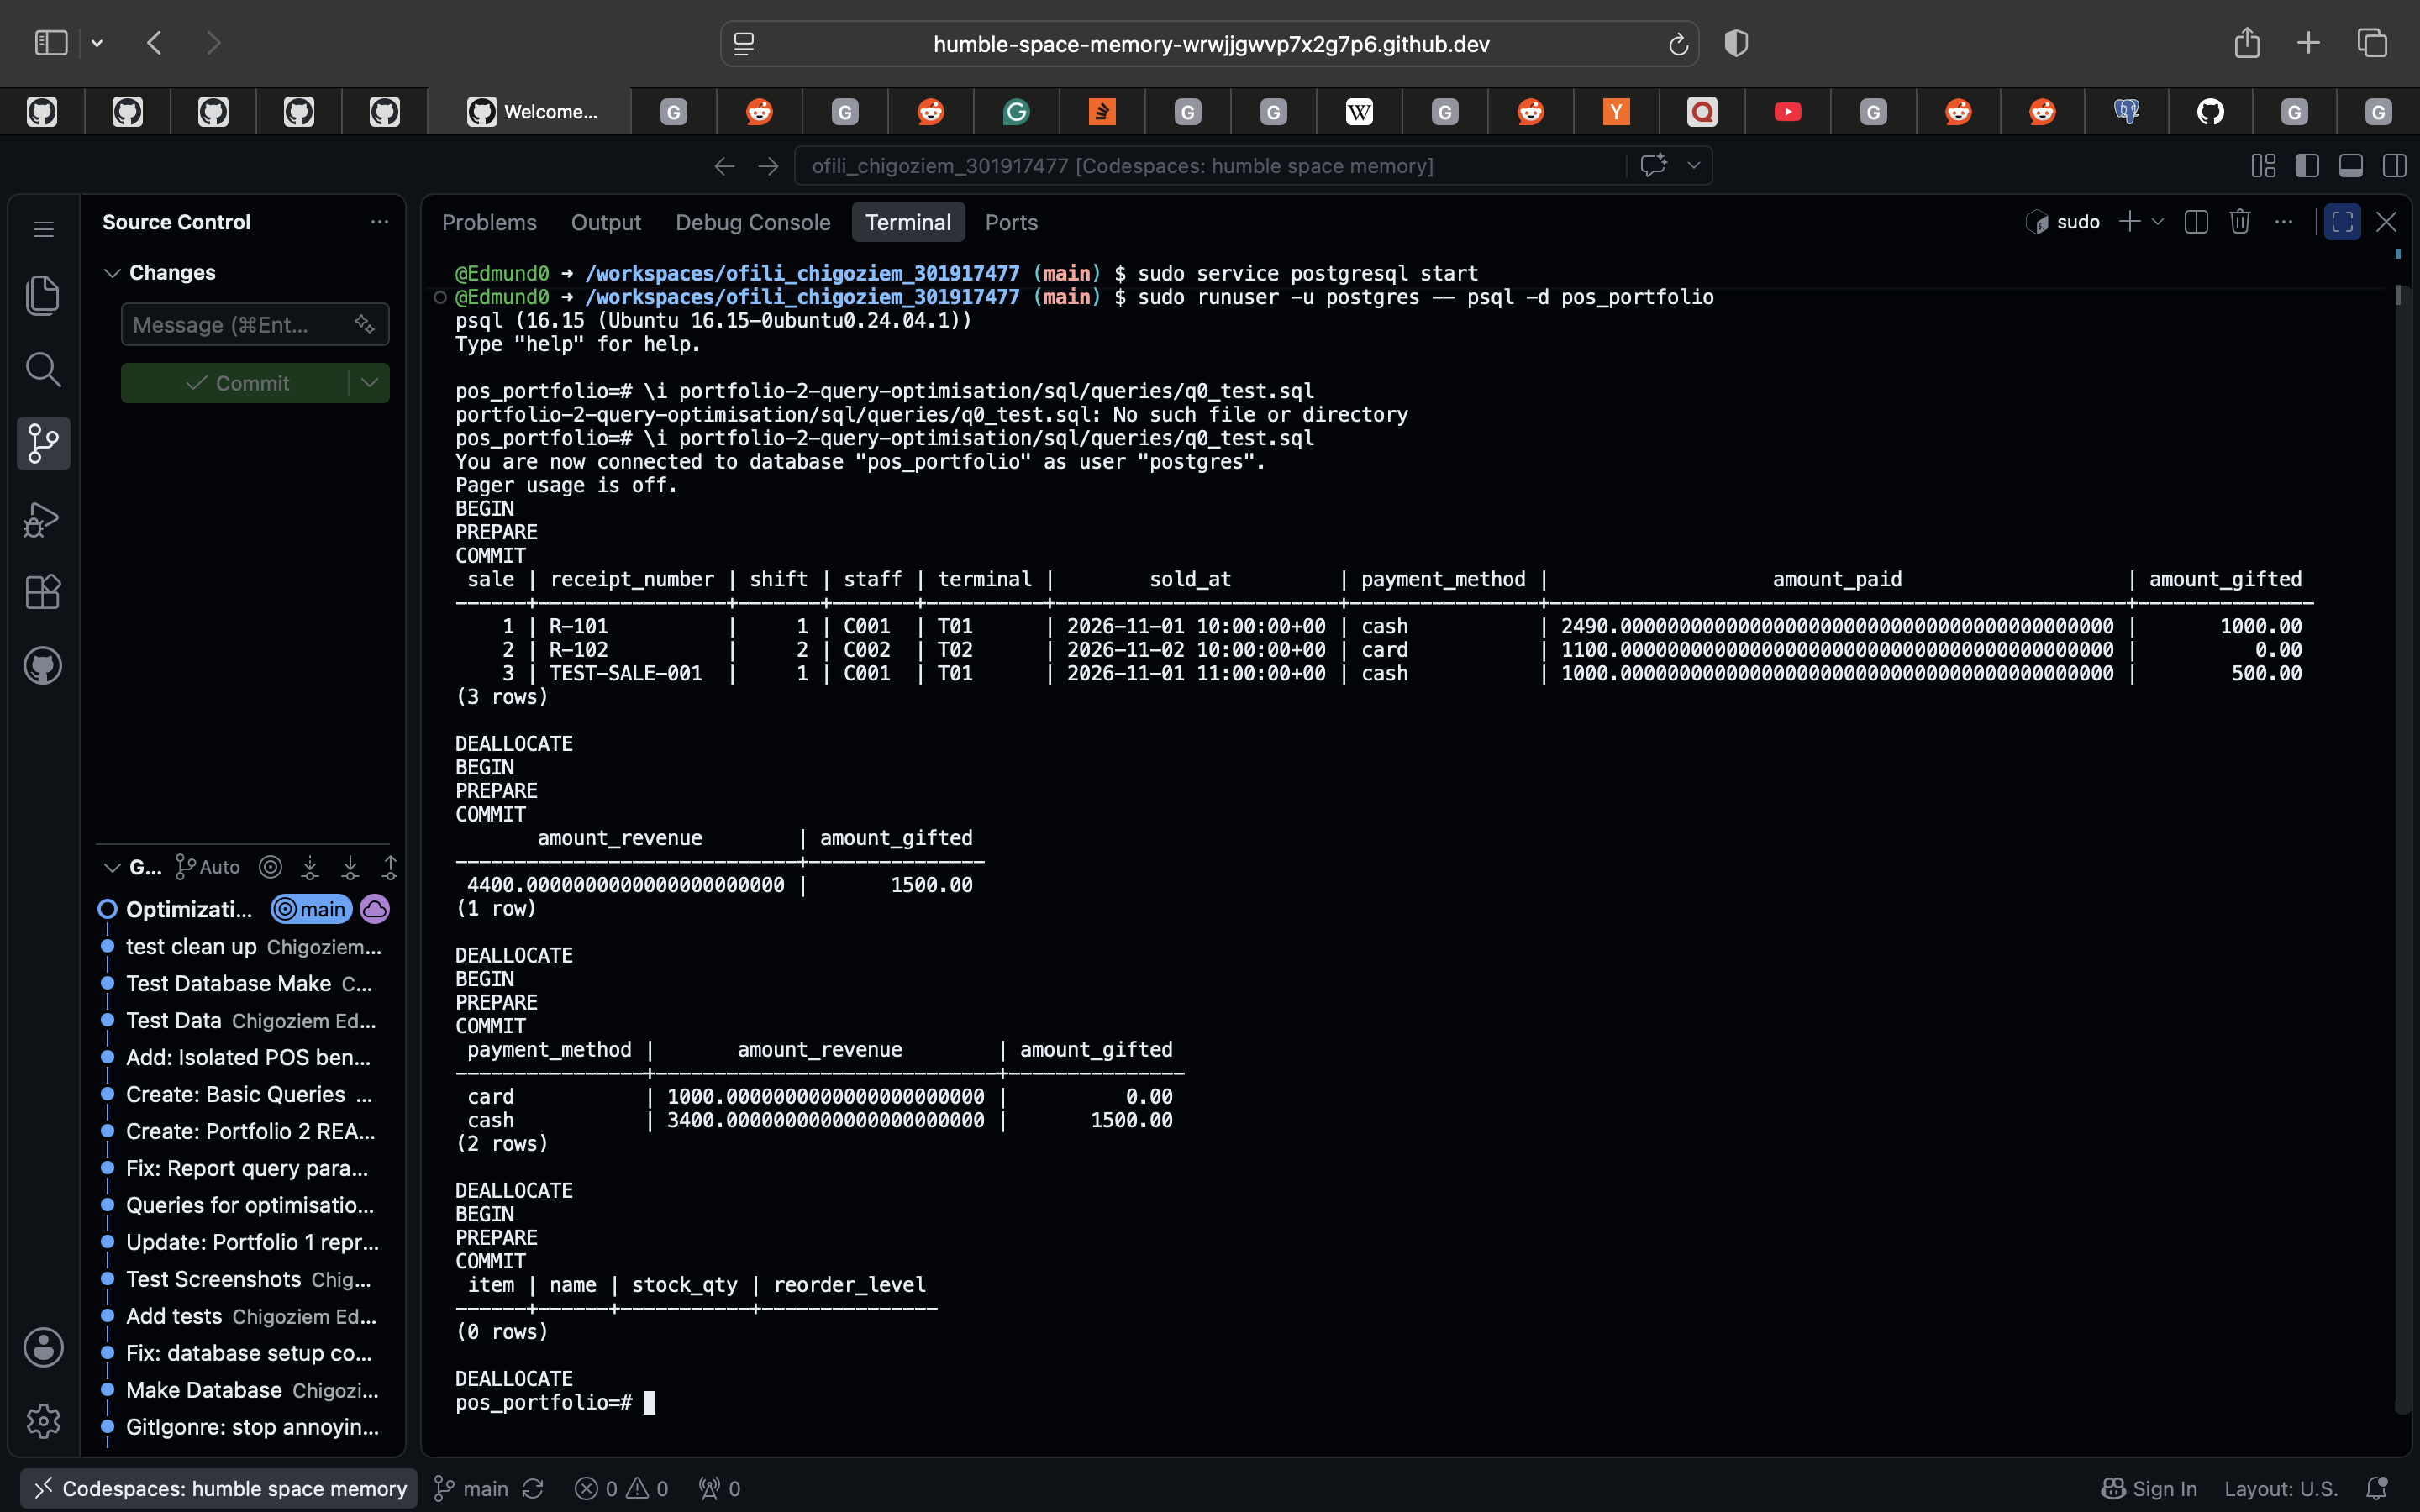 humble-space-memory-wrwjjgwvp7x2g7p6.github.dev
Welcome...
ofili_chigoziem_301917477 [Codespaces: humble space memory]
Source Control
Changes
Message (⌘Ent...
Commit
G... Auto
Optimizati... main
test clean up Chigoziem...
Test Database Make C...
Test Data Chigoziem Ed...
Add: Isolated POS ben...
Create: Basic Queries ...
Create: Portfolio 2 REA...
Fix: Report query para...
Queries for optimisatio...
Update: Portfolio 1 repr...
Test Screenshots Chig...
Add tests Chigoziem Ed...
Fix: database setup co...
Make Database Chigozi...
GitIgonre: stop annoyin...
Problems Output Debug Console Terminal Ports
sudo
@Edmund0 → /workspaces/ofili_chigoziem_301917477 (main) $ sudo service postgresql start
@Edmund0 → /workspaces/ofili_chigoziem_301917477 (main) $ sudo runuser -u postgres -- psql -d pos_portfolio
psql (16.15 (Ubuntu 16.15-0ubuntu0.24.04.1))
Type "help" for help.
pos_portfolio=# \i portfolio-2-query-optimisation/sql/queries/q0_test.sql
portfolio-2-query-optimisation/sql/queries/q0_test.sql: No such file or directory
pos_portfolio=# \i portfolio-2-query-optimisation/sql/queries/q0_test.sql
You are now connected to database "pos_portfolio" as user "postgres".
Pager usage is off.
BEGIN
PREPARE
COMMIT
sale | receipt_number | shift | staff | terminal | sold_at | payment_method | amount_paid | amount_gifted
1 | R-101 | 1 | C001 | T01 | 2026-11-01 10:00:00+00 | cash | 2490.0000000000000000000000000000000000000000 | 1000.00
2 | R-102 | 2 | C002 | T02 | 2026-11-02 10:00:00+00 | card | 1100.0000000000000000000000000000000000000000 | 0.00
3 | TEST-SALE-001 | 1 | C001 | T01 | 2026-11-01 11:00:00+00 | cash | 1000.0000000000000000000000000000000000000000 | 500.00
(3 rows)
DEALLOCATE
BEGIN
PREPARE
COMMIT
amount_revenue | amount_gifted
4400.0000000000000000000000 | 1500.00
(1 row)
DEALLOCATE
BEGIN
PREPARE
COMMIT
payment_method | amount_revenue | amount_gifted
card | 1000.0000000000000000000000 | 0.00
cash | 3400.0000000000000000000000 | 1500.00
(2 rows)
DEALLOCATE
BEGIN
PREPARE
COMMIT
item | name | stock_qty | reorder_level
(0 rows)
DEALLOCATE
pos_portfolio=#
Codespaces: humble space memory main 0 0 0 Sign In Layout: U.S.